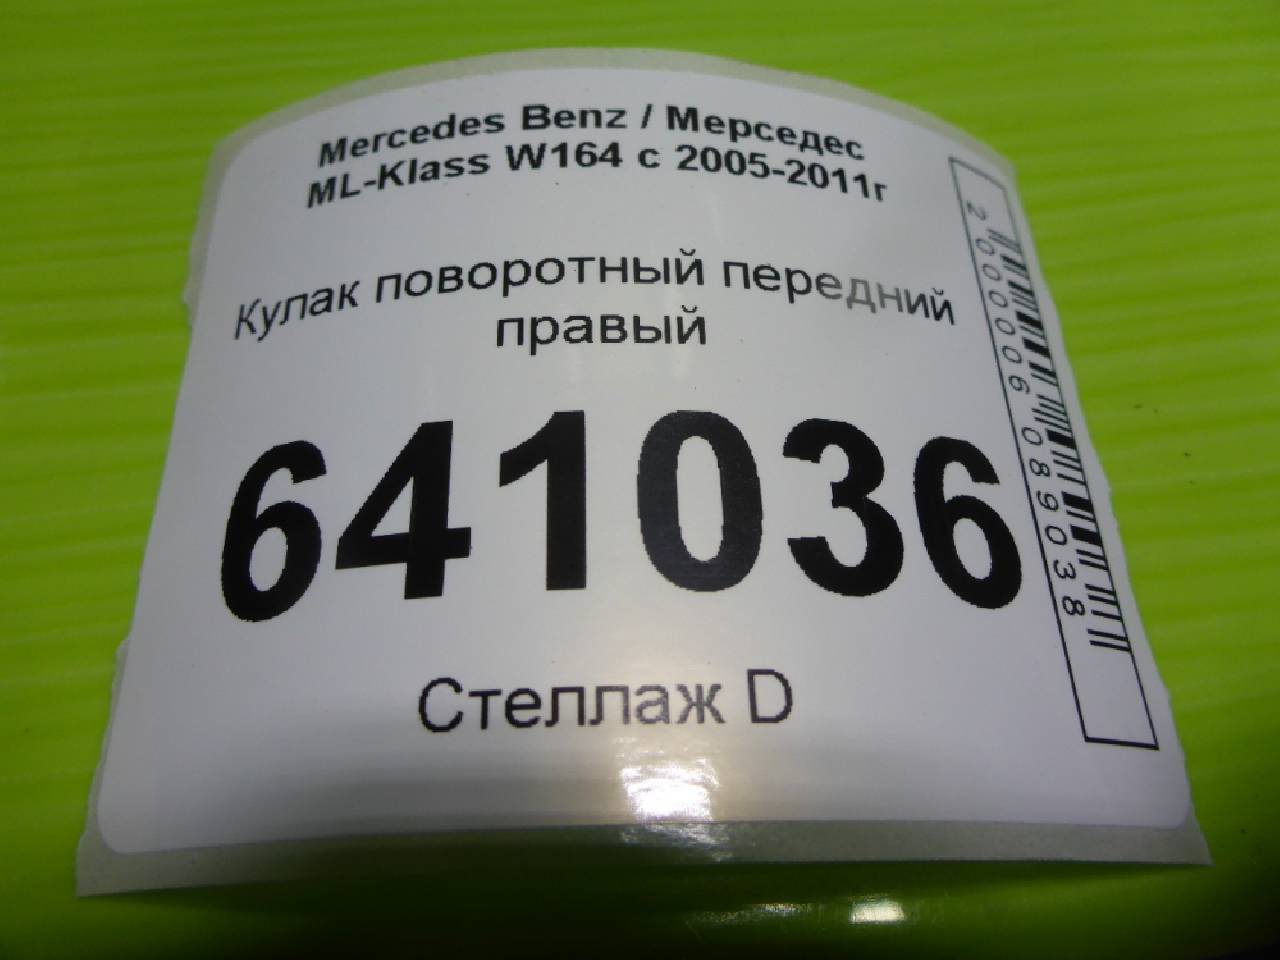 Mercedes Benz / Мерседес
ML-Klass W164 с 2005-2011г
Кулак поворотный передний
правый
641036
Стеллаж D
2000006089038